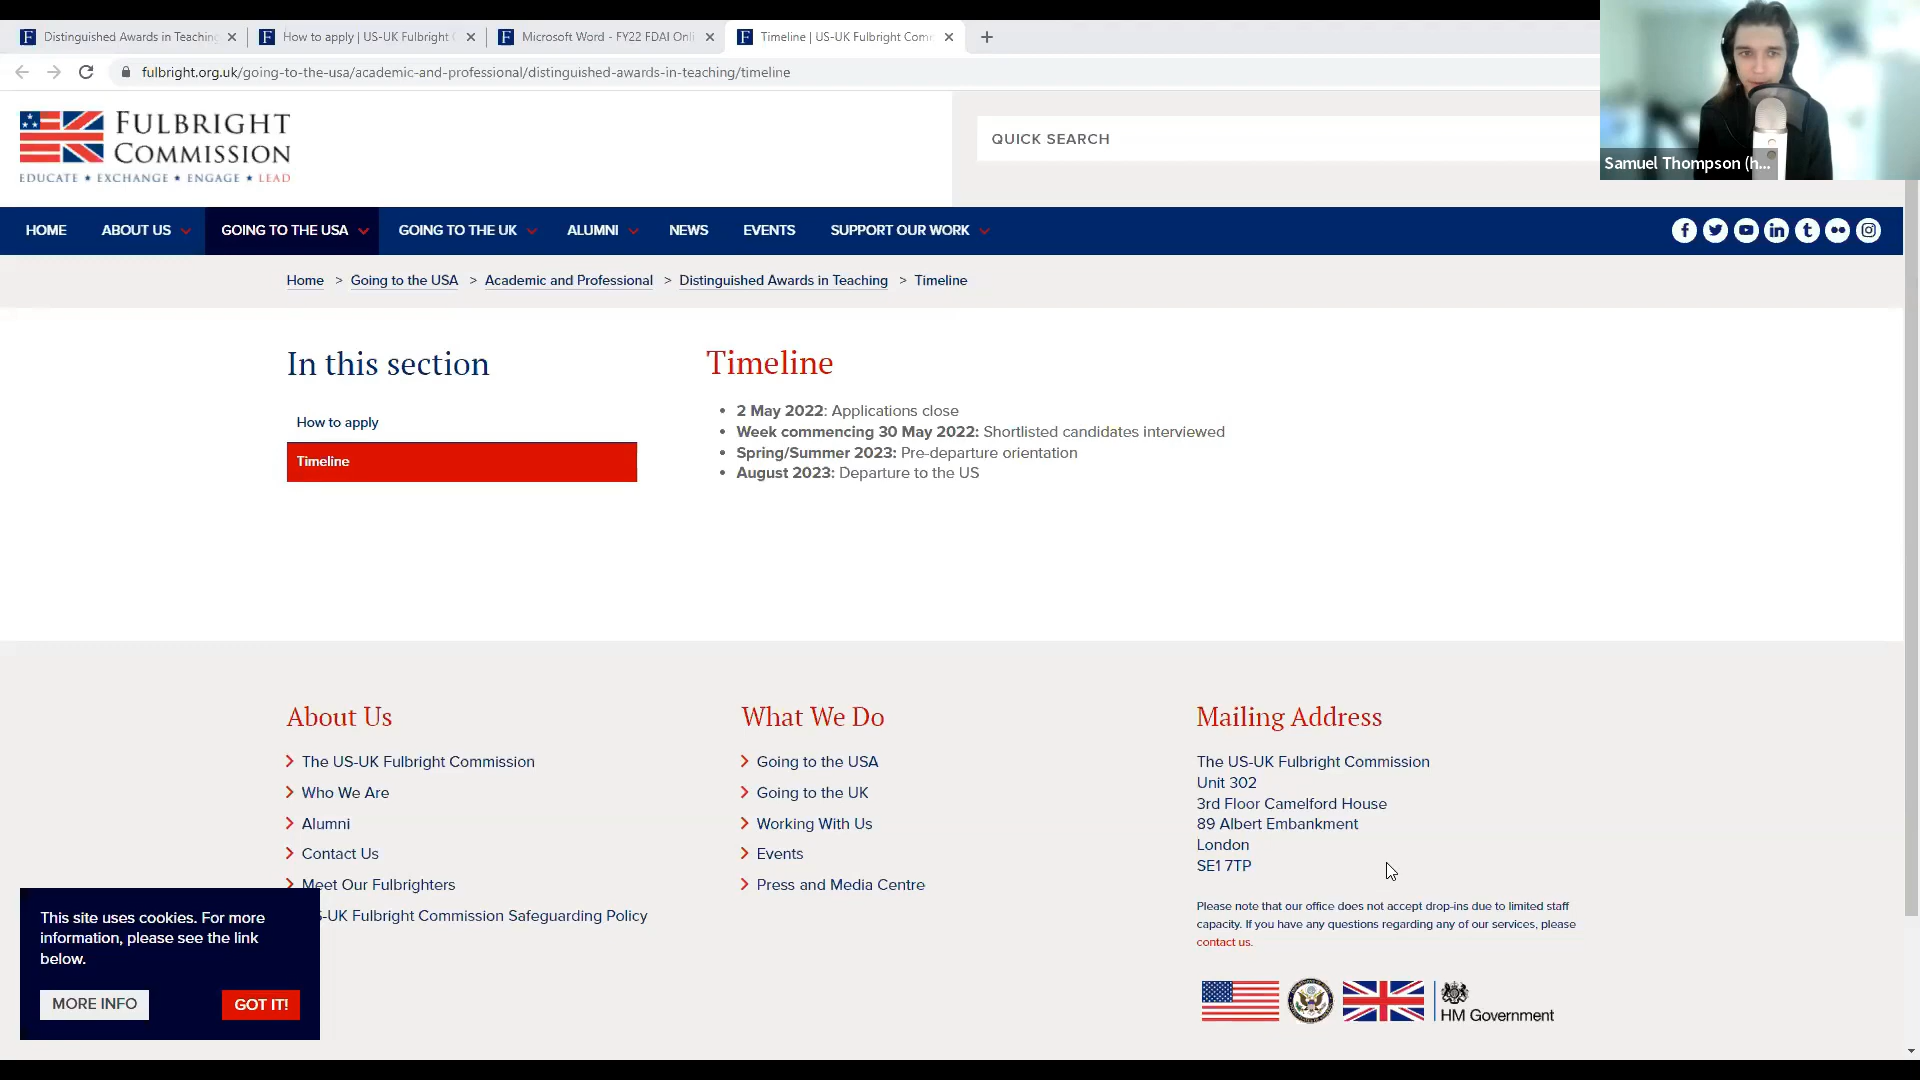 Distinguished Awards in Teaching
How to apply | US-UK Fulbright
Microsoft Word - FY22 FDAI Onli
Timeline | US-UK Fulbright Com
fulbright.org.uk/going-to-the-usa/academic-and-professional/distinguished-awards-in-teaching/timeline
FULBRIGHT
COMMISSION
EDUCATE ★ EXCHANGE ★ ENGAGE ★ LEAD
QUICK SEARCH
Samuel Thompson (h...
HOME ABOUT US GOING TO THE USA GOING TO THE UK ALUMNI NEWS EVENTS SUPPORT OUR WORK
Home > Going to the USA > Academic and Professional > Distinguished Awards in Teaching > Timeline
In this section
How to apply
Timeline
Timeline
• 2 May 2022: Applications close
• Week commencing 30 May 2022: Shortlisted candidates interviewed
• Spring/Summer 2023: Pre-departure orientation
• August 2023: Departure to the US
About Us
The US-UK Fulbright Commission
Who We Are
Alumni
Contact Us
Meet Our Fulbrighters
S-UK Fulbright Commission Safeguarding Policy
What We Do
Going to the USA
Going to the UK
Working With Us
Events
Press and Media Centre
Mailing Address
The US-UK Fulbright Commission
Unit 302
3rd Floor Camelford House
89 Albert Embankment
London
SE1 7TP
Please note that our office does not accept drop-ins due to limited staff
capacity. If you have any questions regarding any of our services, please
contact us.
HM Government
This site uses cookies. For more
information, please see the link
below.
MORE INFO GOT IT!